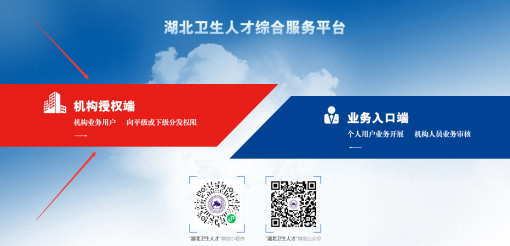 湖北卫生人才综合服务平台
机构授权端
机构业务用户 向平级或下级分发权限
业务入口端
个人用户业务开展 机构人员业务审核
"湖北卫生人才"微信小程序
"湖北卫生人才"微信公众号